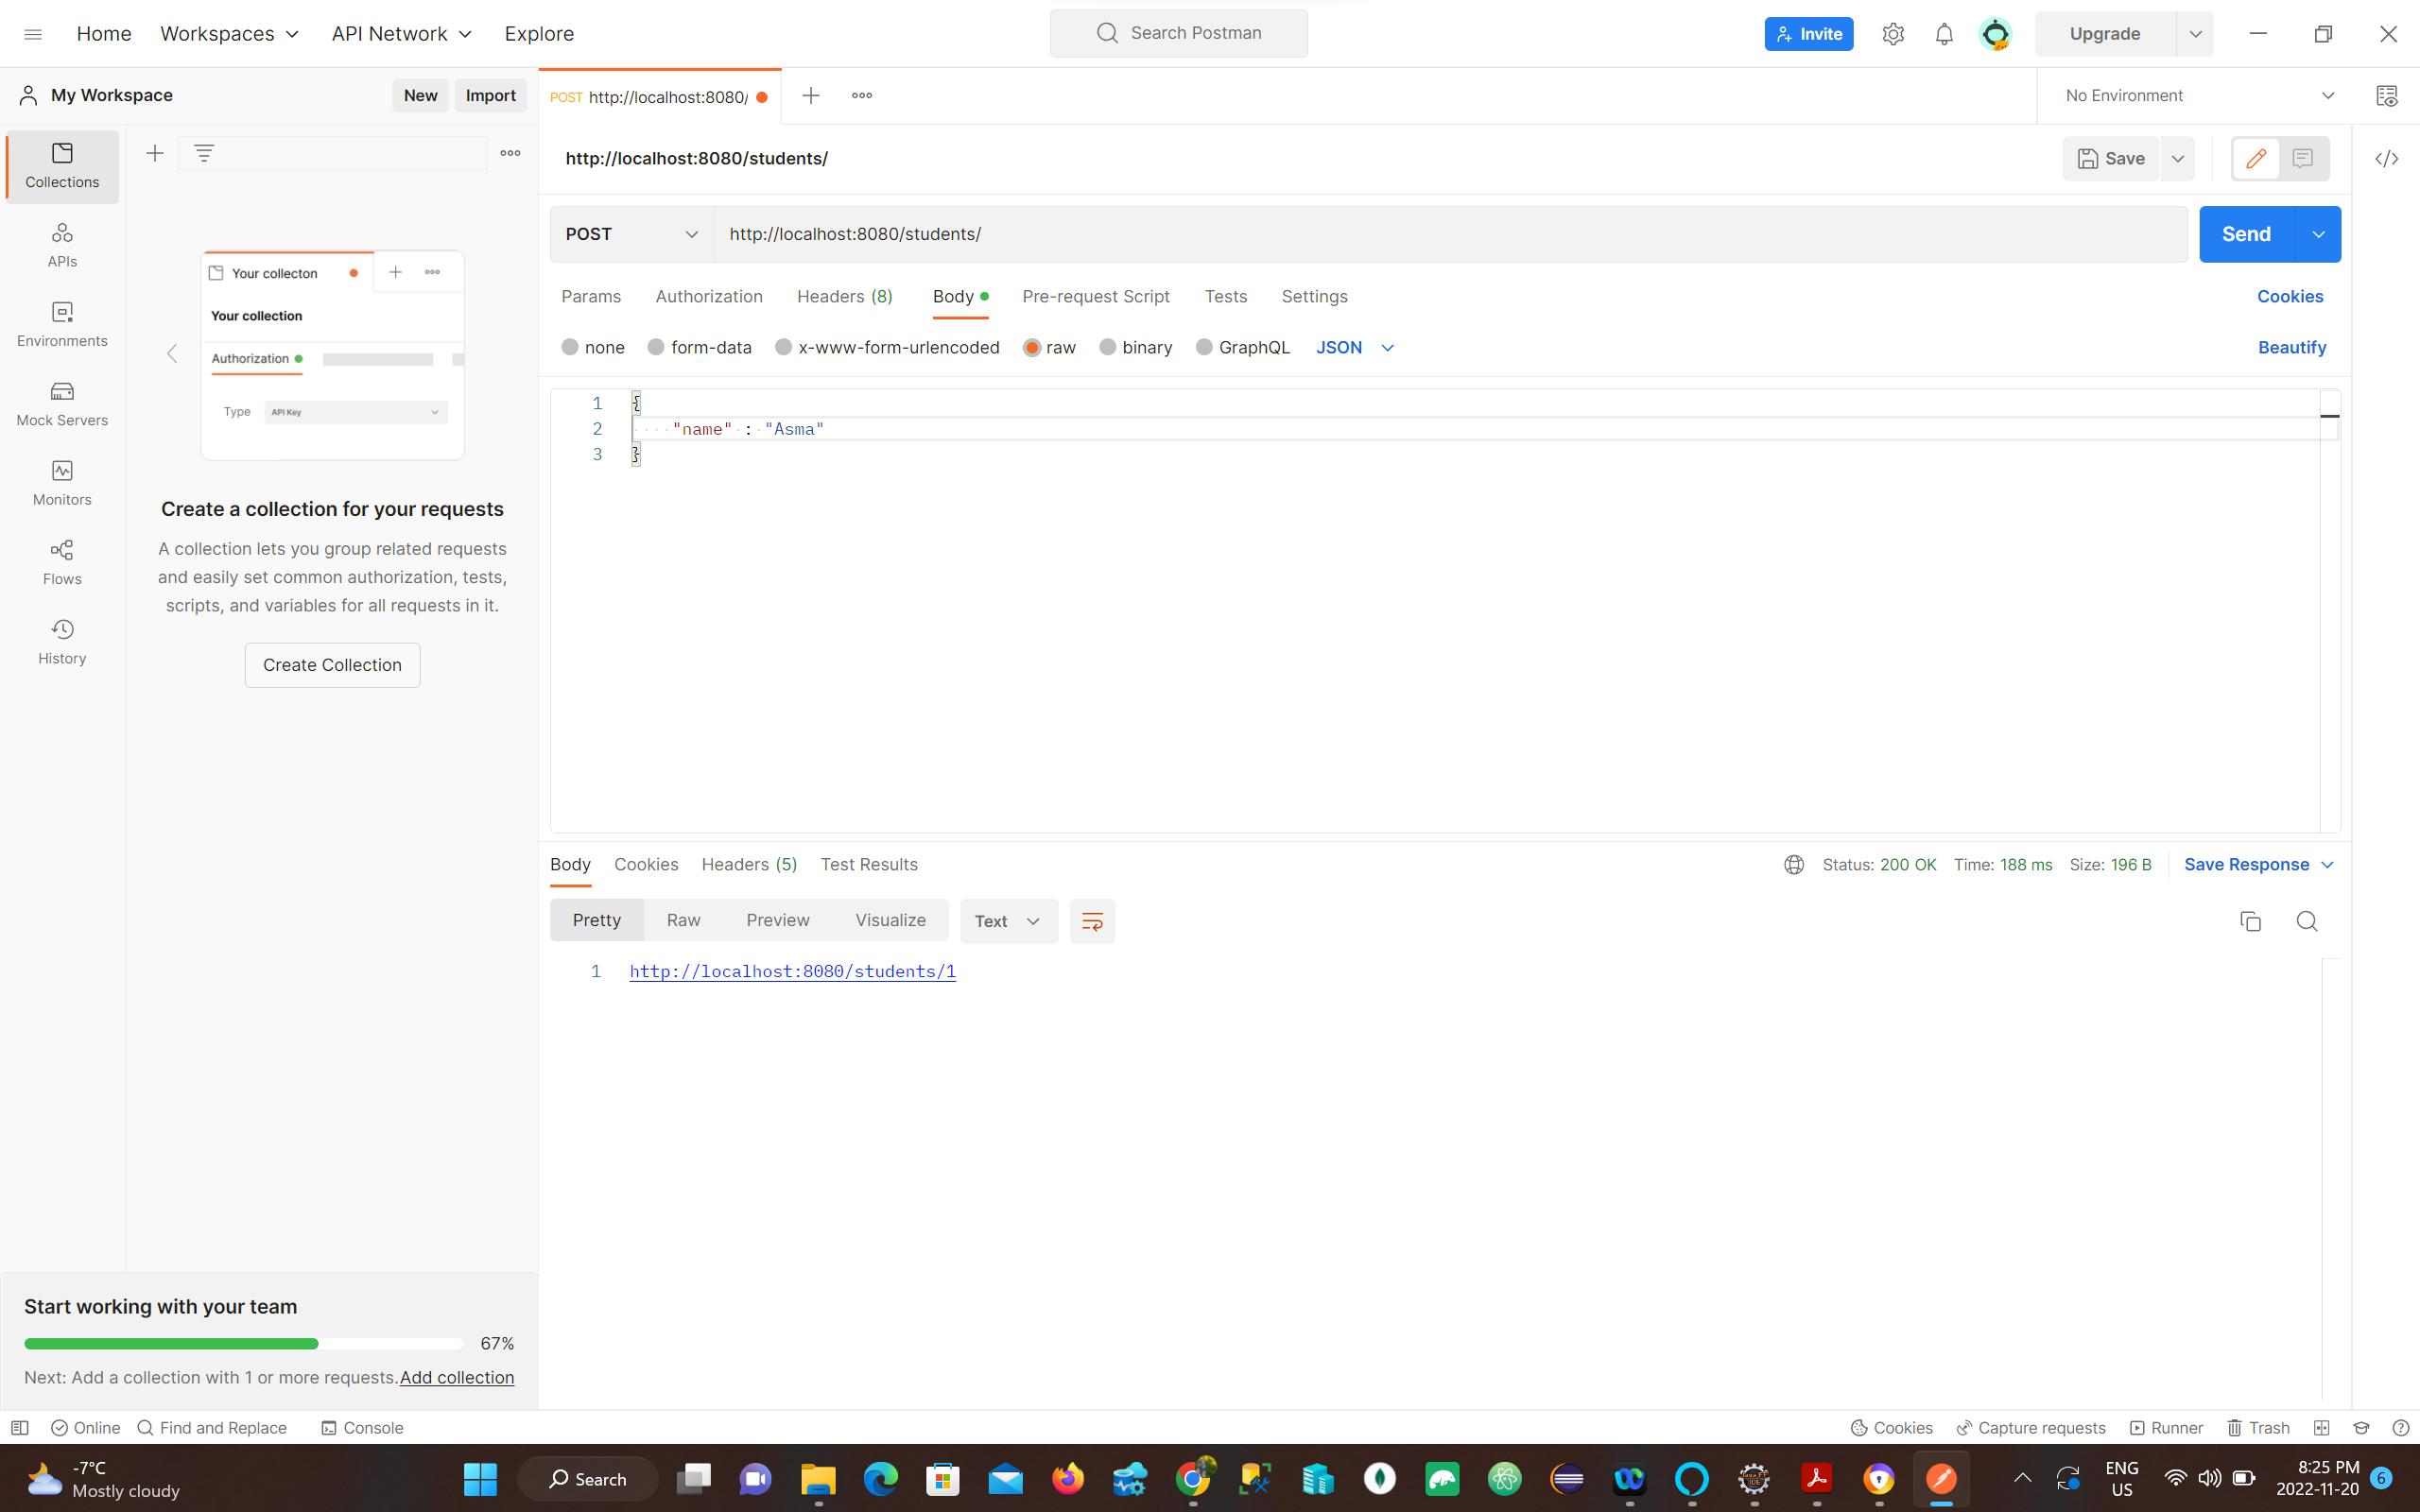 Home Workspaces API Network Explore Search Postman Invite Upgrade
My Workspace New Import POST http://localhost:8080/ No Environment
Collections
APIs
Environments
Mock Servers
Monitors
Flows
History
Your collecton
Your collection
Authorization
Type API Key
Create a collection for your requests
A collection lets you group related requests
and easily set common authorization, tests,
scripts, and variables for all requests in it.
Create Collection
Start working with your team
67%
Next: Add a collection with 1 or more requests. Add collection
http://localhost:8080/students/ Save
POST http://localhost:8080/students/ Send
Params Authorization Headers (8) Body Pre-request Script Tests Settings Cookies
none form-data x-www-form-urlencoded raw binary GraphQL JSON Beautify
1 {
2 "name" : "Asma"
3 }
Body Cookies Headers (5) Test Results Status: 200 OK Time: 188 ms Size: 196 B Save Response
Pretty Raw Preview Visualize Text
1 http://localhost:8080/students/1
Online Find and Replace Console Cookies Capture requests Runner Trash
-7°C
Mostly cloudy
Search
ENG
US
8:25 PM
2022-11-20
6